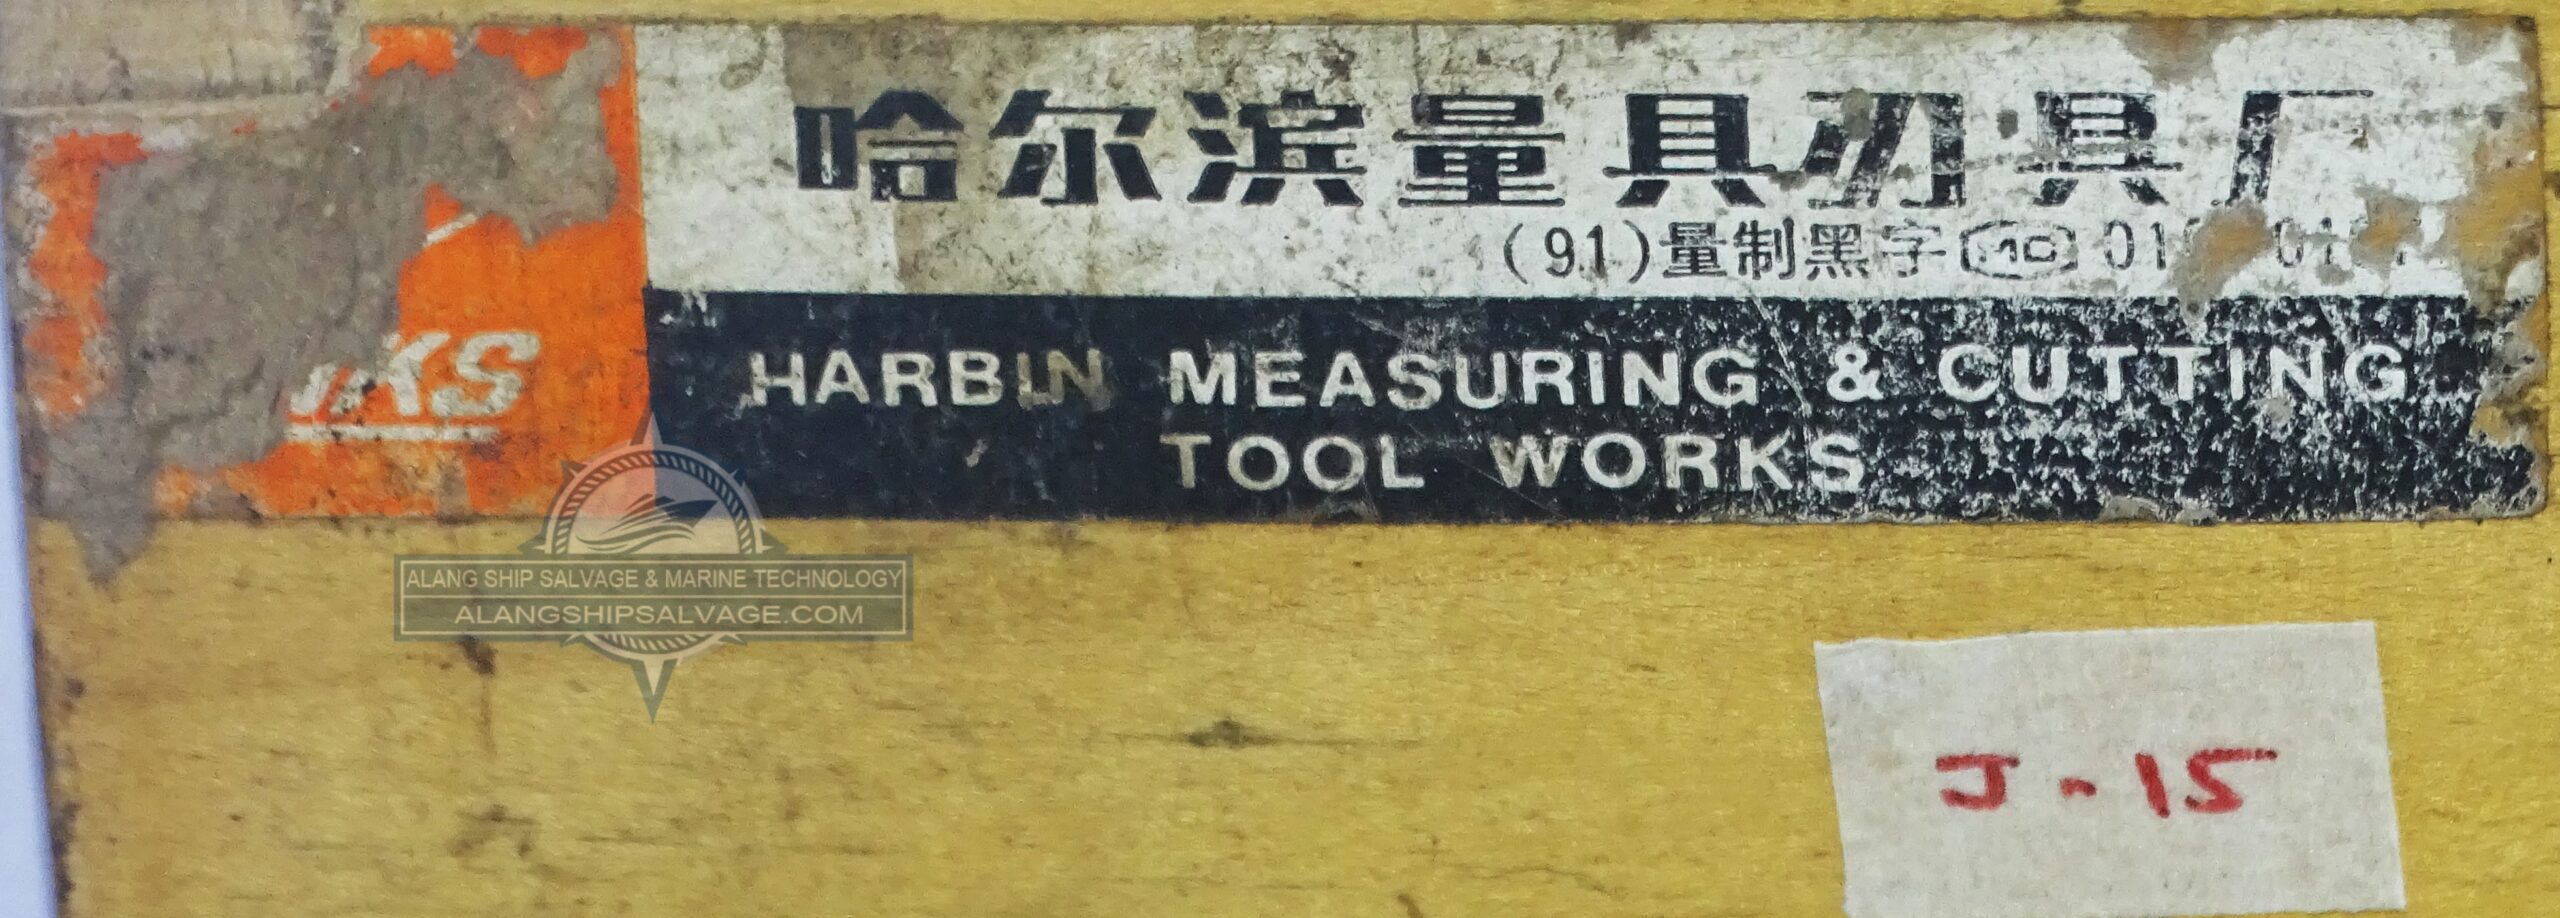 哈尔滨量具刃具厂
(91)量制黑字
KS
HARBIN MEASURING & CUTTING
TOOL WORKS
ALANG SHIP SALVAGE & MARINE TECHNOLOGY
ALANGSHIPSALVAGE.COM
J-15